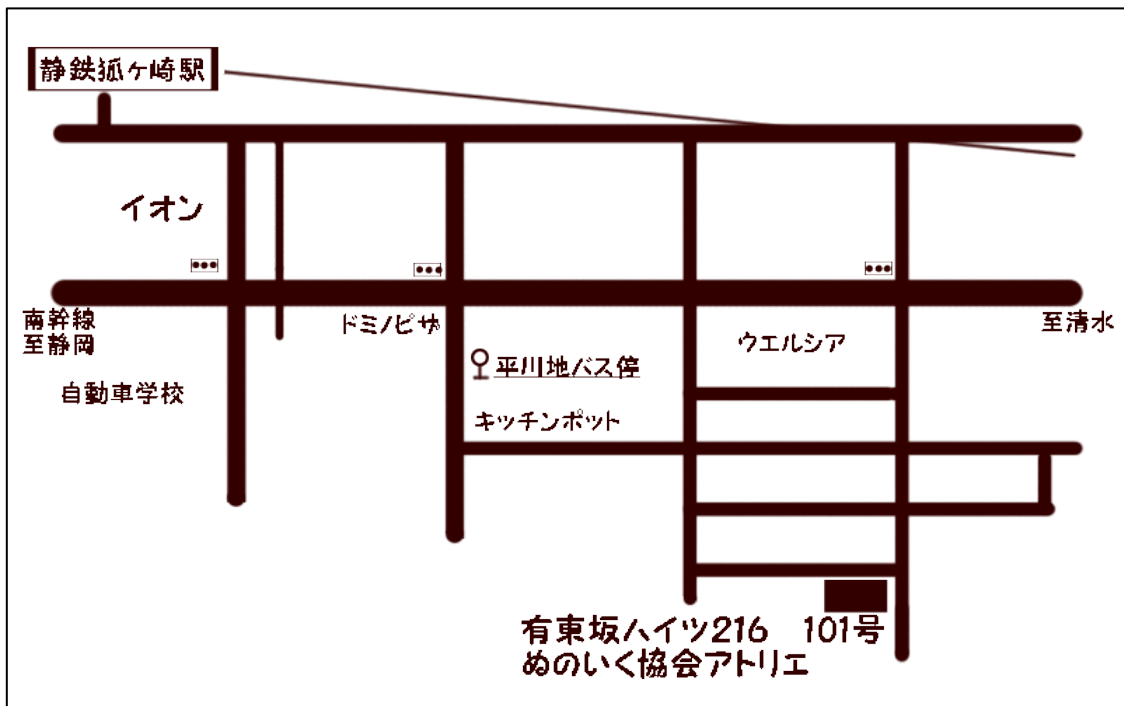 静鉄狐ヶ崎駅
イオン
南幹線
至静岡
ドミノピザ
ウエルシア
至清水
平川地バス停
自動車学校
キッチンポット
有東坂ハイツ216 101号
ぬのいく協会アトリエ